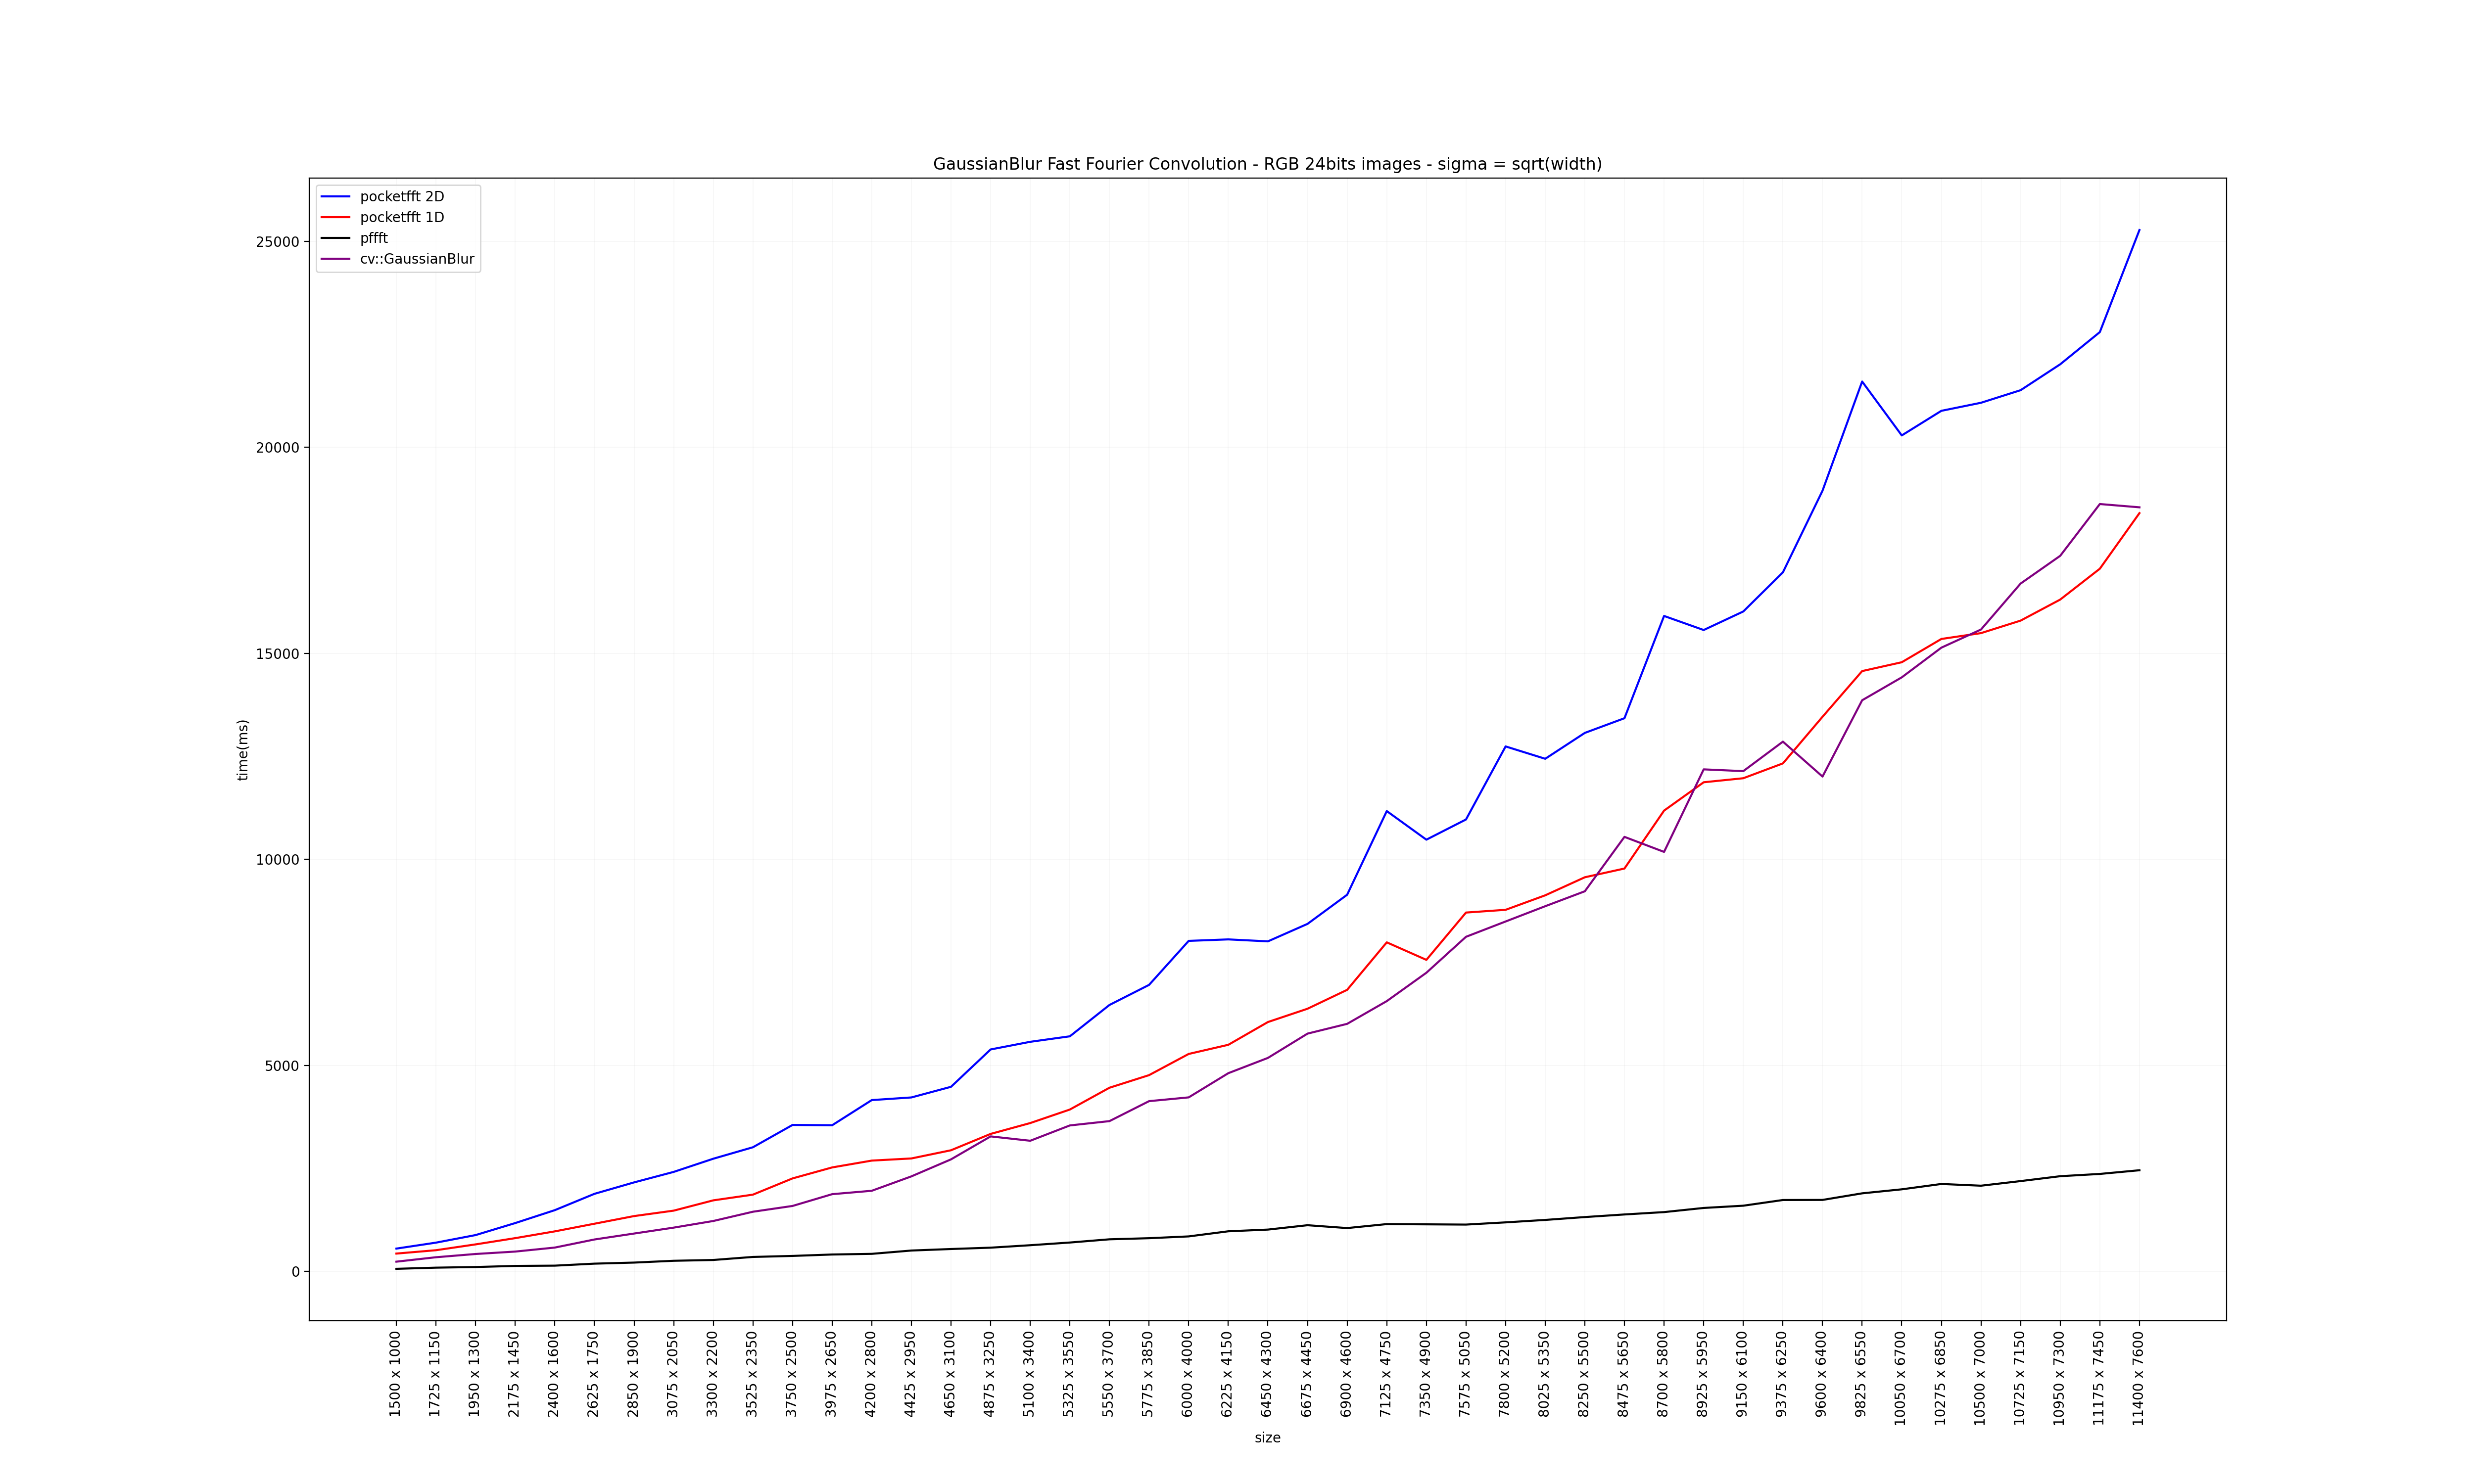 GaussianBlur Fast Fourier Convolution - RGB 24bits images - sigma = sqrt(width)
pocketfft 2D
pocketfft 1D
pffft
cv::GaussianBlur
25000
20000
15000
10000
5000
0
time(ms)
1500 x 1000
1725 x 1150
1950 x 1300
2175 x 1450
2400 x 1600
2625 x 1750
2850 x 1900
3075 x 2050
3300 x 2200
3525 x 2350
3750 x 2500
3975 x 2650
4200 x 2800
4425 x 2950
4650 x 3100
4875 x 3250
5100 x 3400
5325 x 3550
5550 x 3700
5775 x 3850
6000 x 4000
6225 x 4150
6450 x 4300
6675 x 4450
6900 x 4600
7125 x 4750
7350 x 4900
7575 x 5050
7800 x 5200
8025 x 5350
8250 x 5500
8475 x 5650
8700 x 5800
8925 x 5950
9150 x 6100
9375 x 6250
9600 x 6400
9825 x 6550
10050 x 6700
10275 x 6850
10500 x 7000
10725 x 7150
10950 x 7300
11175 x 7450
11400 x 7600
size